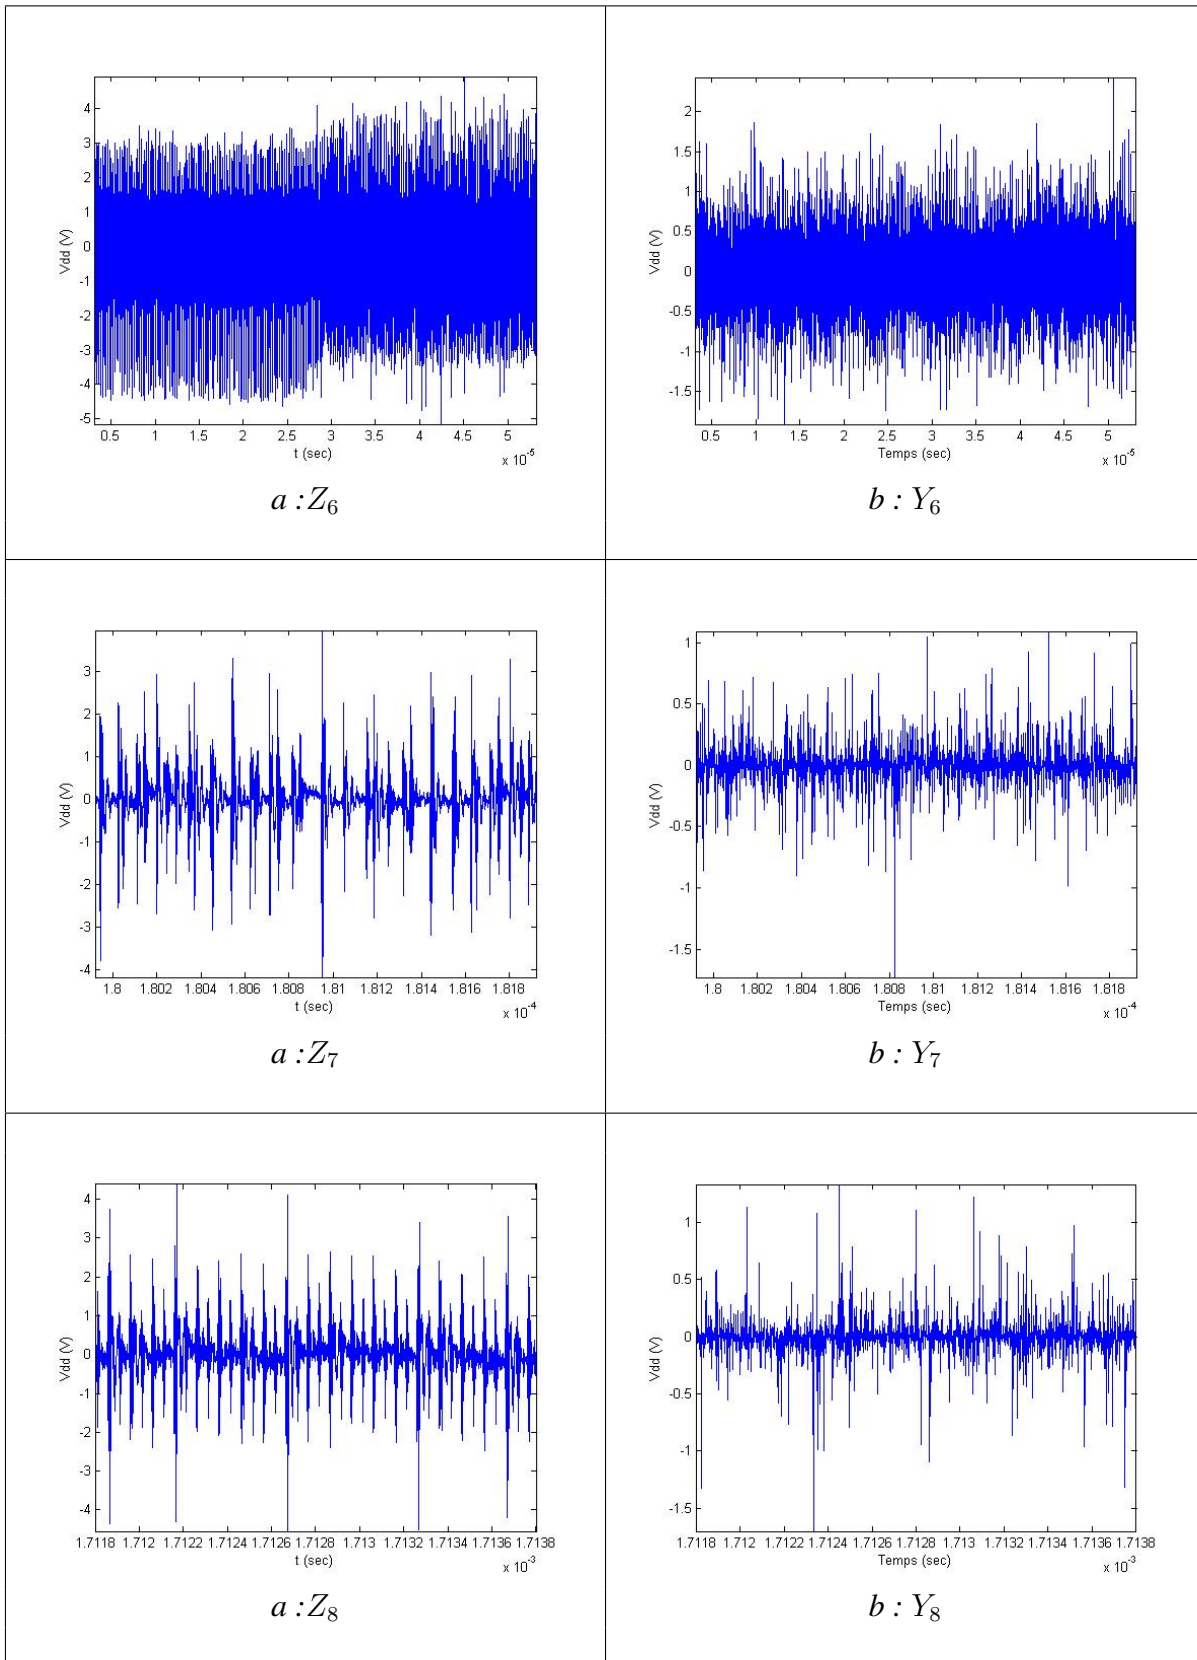 4
3
2
1
0
-1
-2
-3
-4
-5
Vdd (V)
0.5 1 1.5 2 2.5 3 3.5 4 4.5 5
t (sec)
x 10⁻⁵
a : Z₆
2
1.5
1
0.5
0
-0.5
-1
-1.5
Vdd (V)
0.5 1 1.5 2 2.5 3 3.5 4 4.5 5
Temps (sec)
x 10⁻⁵
b : Y₆
3
2
1
0
-1
-2
-3
-4
Vdd (V)
1.8 1.802 1.804 1.806 1.808 1.81 1.812 1.814 1.816 1.818
t (sec)
x 10⁻⁴
a : Z₇
1
0.5
0
-0.5
-1
-1.5
Vdd (V)
1.8 1.802 1.804 1.806 1.808 1.81 1.812 1.814 1.816 1.818
Temps (sec)
x 10⁻⁴
b : Y₇
4
3
2
1
0
-1
-2
-3
-4
Vdd (V)
1.7118 1.712 1.7122 1.7124 1.7126 1.7128 1.713 1.7132 1.7134 1.7136 1.7138
t (sec)
x 10⁻³
a : Z₈
1
0.5
0
-0.5
-1
-1.5
Vdd (V)
1.7118 1.712 1.7122 1.7124 1.7126 1.7128 1.713 1.7132 1.7134 1.7136 1.7138
Temps (sec)
x 10⁻³
b : Y₈